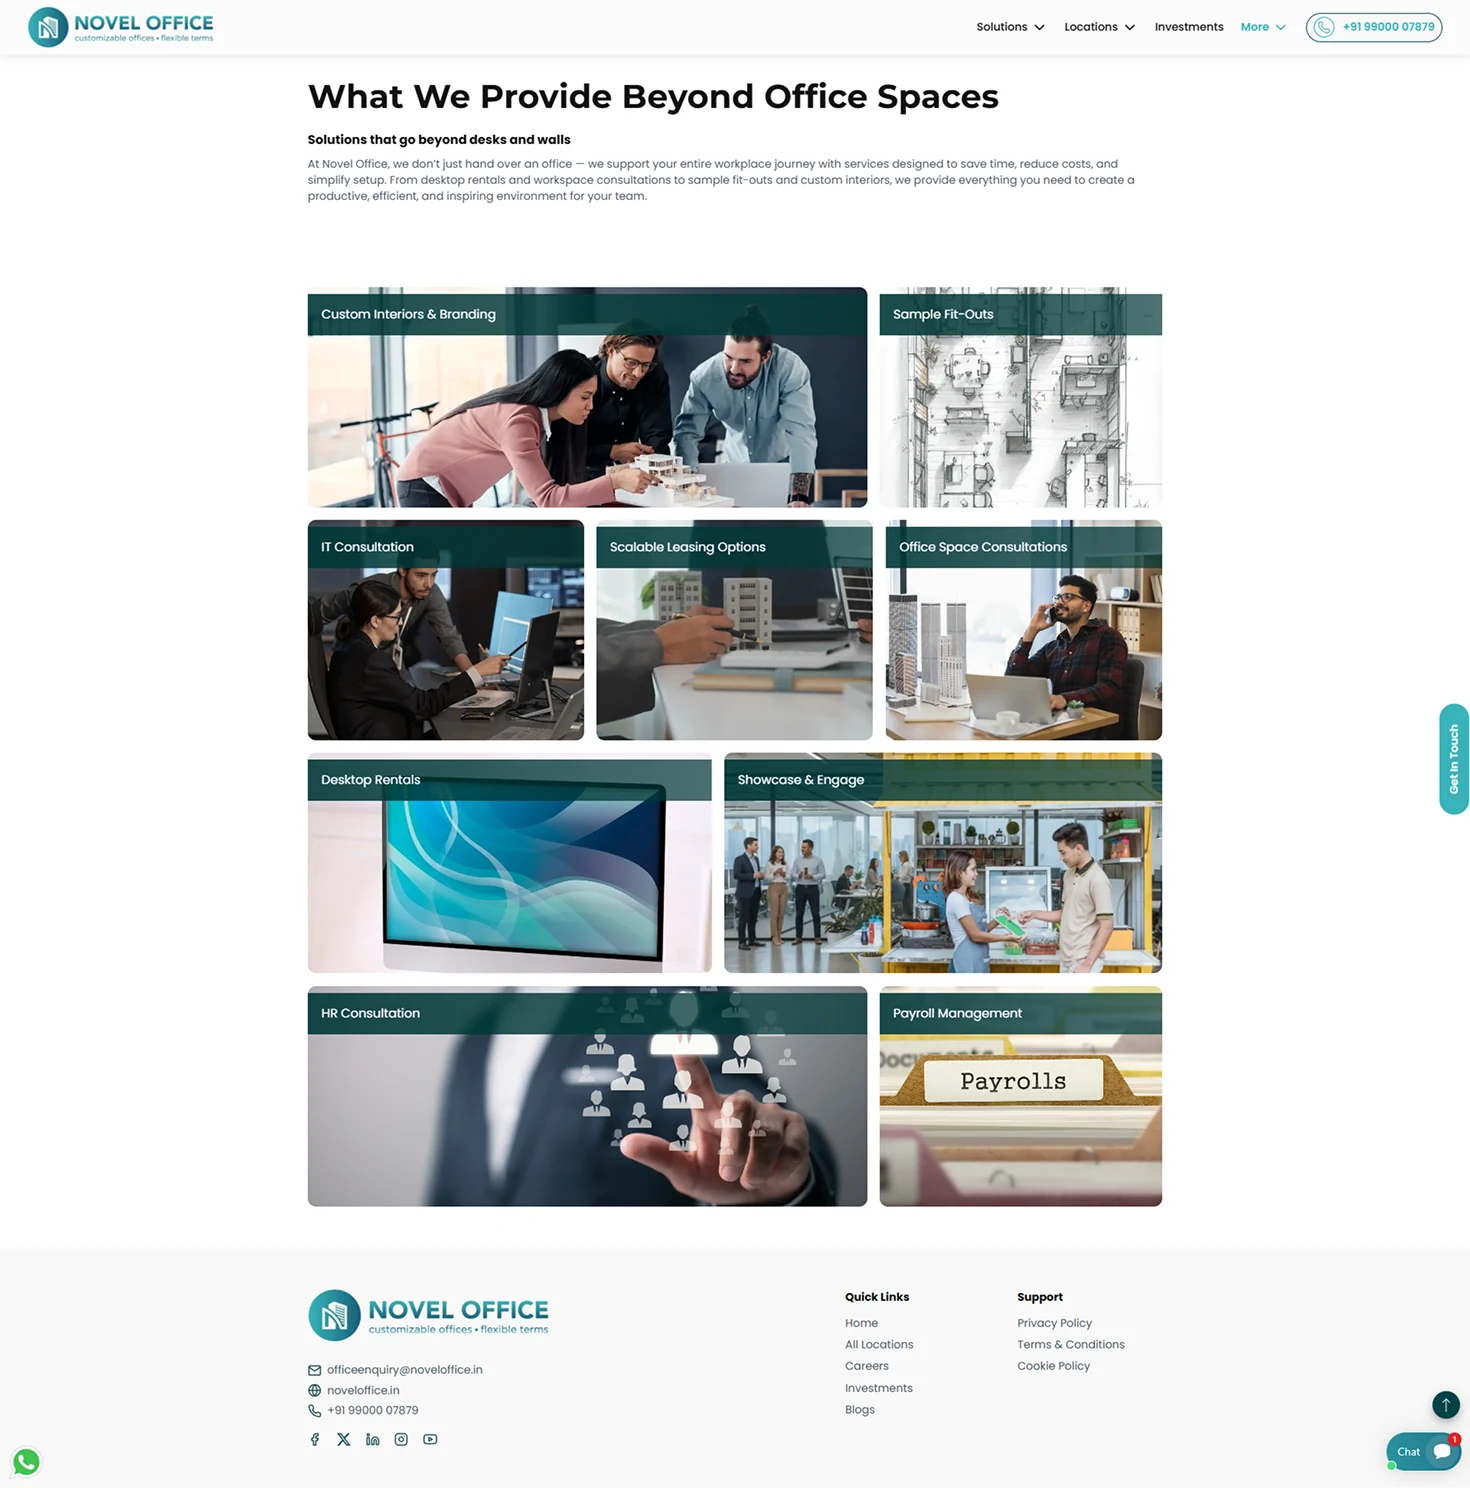 NOVEL OFFICE
customizable offices • flexible terms
Solutions
Locations
Investments
More
+91 99000 07879
What We Provide Beyond Office Spaces
Solutions that go beyond desks and walls
At Novel Office, we don't just hand over an office — we support your entire workplace journey with services designed to save time, reduce costs, and
simplify setup. From desktop rentals and workspace consultations to sample fit-outs and custom interiors, we provide everything you need to create a
productive, efficient, and inspiring environment for your team.
Custom Interiors & Branding
Sample Fit-Outs
IT Consultation
Scalable Leasing Options
Office Space Consultations
Get In Touch
Desktop Rentals
Showcase & Engage
HR Consultation
Payroll Management
Documents
Payrolls
NOVEL OFFICE
customizable offices • flexible terms
officeenquiry@noveloffice.in
noveloffice.in
+91 99000 07879
Quick Links
Home
All Locations
Careers
Investments
Blogs
Support
Privacy Policy
Terms & Conditions
Cookie Policy
Chat
1